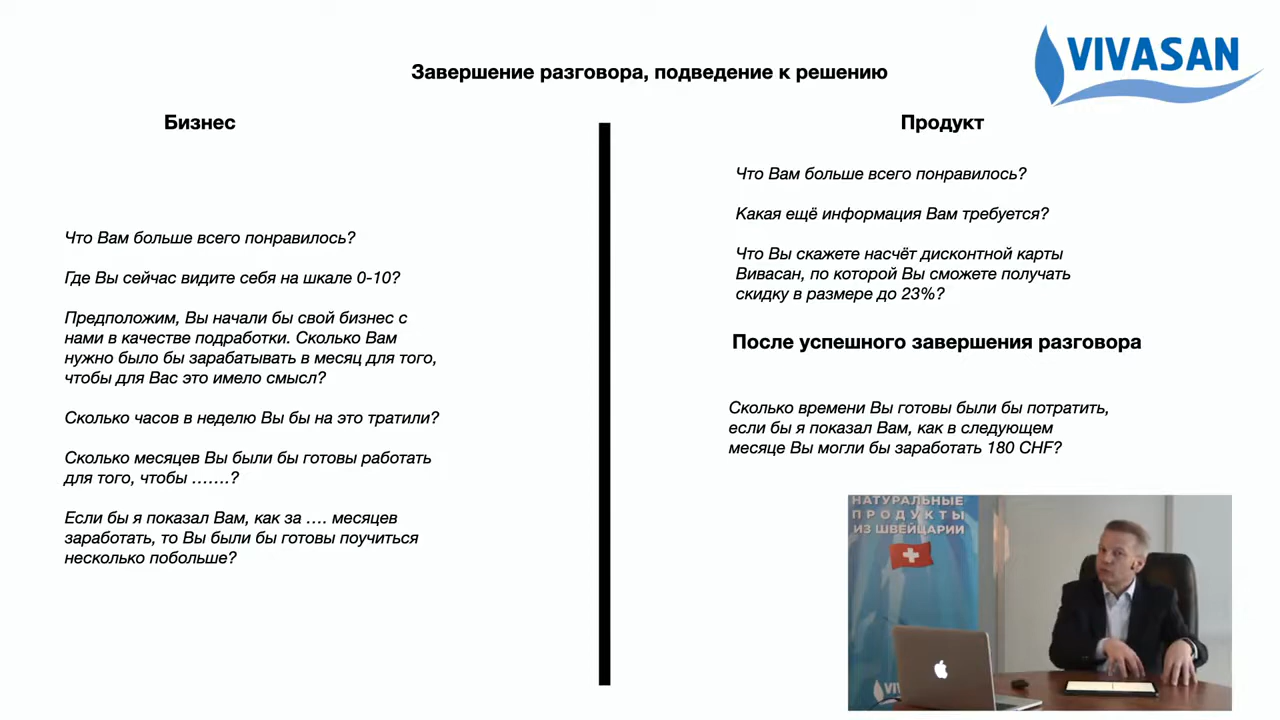 VIVASAN
Завершение разговора, подведение к решению
Бизнес
Что Вам больше всего понравилось?
Где Вы сейчас видите себя на шкале 0-10?
Предположим, Вы начали бы свой бизнес с
нами в качестве подработки. Сколько Вам
нужно было бы зарабатывать в месяц для того,
чтобы для Вас это имело смысл?
Сколько часов в неделю Вы бы на это тратили?
Сколько месяцев Вы были бы готовы работать
для того, чтобы …….?
Если бы я показал Вам, как за …. месяцев
заработать, то Вы были бы готовы поучиться
несколько побольше?
Продукт
Что Вам больше всего понравилось?
Какая ещё информация Вам требуется?
Что Вы скажете насчёт дисконтной карты
Вивасан, по которой Вы сможете получать
скидку в размере до 23%?
После успешного завершения разговора
Сколько времени Вы готовы были бы потратить,
если бы я показал Вам, как в следующем
месяце Вы могли бы заработать 180 CHF?
НАТУРАЛЬНЫЕ
ПРОДУКТЫ
ИЗ ШВЕЙЦАРИИ